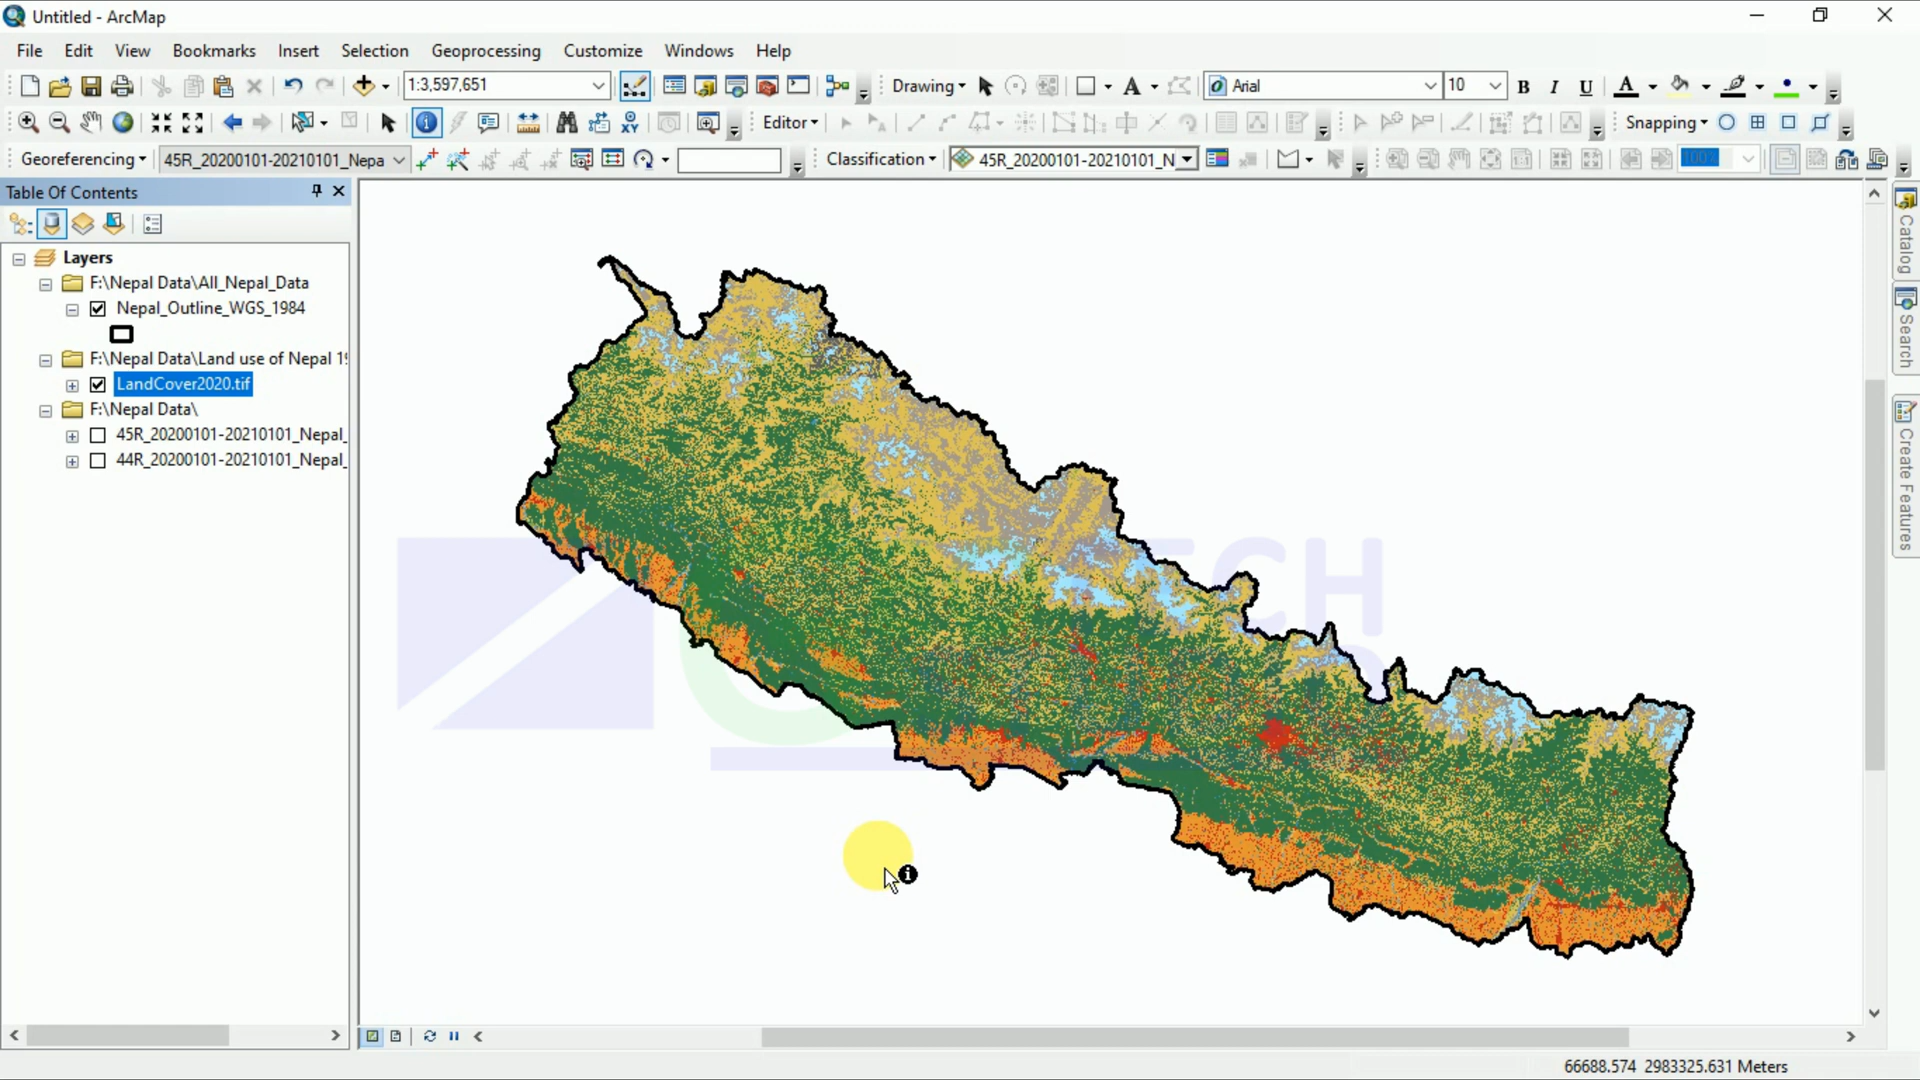 Untitled - ArcMap
File Edit View Bookmarks Insert Selection Geoprocessing Customize Windows Help
1:3,597,651 Drawing A Arial 10 B I U A
Editor Snapping
Georeferencing 45R_20200101-20210101_Nepa Classification 45R_20200101-20210101_N 100%
Table Of Contents
Layers
F:\Nepal Data\All_Nepal_Data
Nepal_Outline_WGS_1984
F:\Nepal Data\Land use of Nepal 19
LandCover2020.tif
F:\Nepal Data\
45R_20200101-20210101_Nepal_
44R_20200101-20210101_Nepal_
Catalog
Search
Create Features
66688.574 2983325.631 Meters